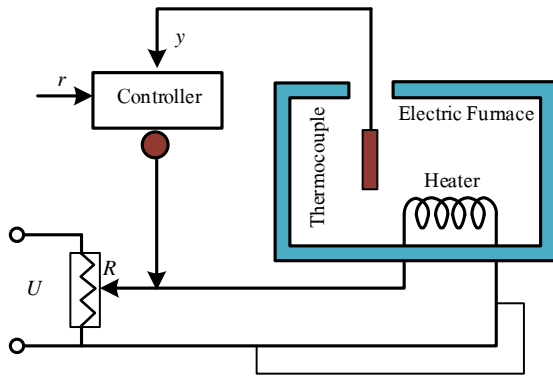 y
r
Controller
Electric Furnace
Thermocouple
Heater
R
U